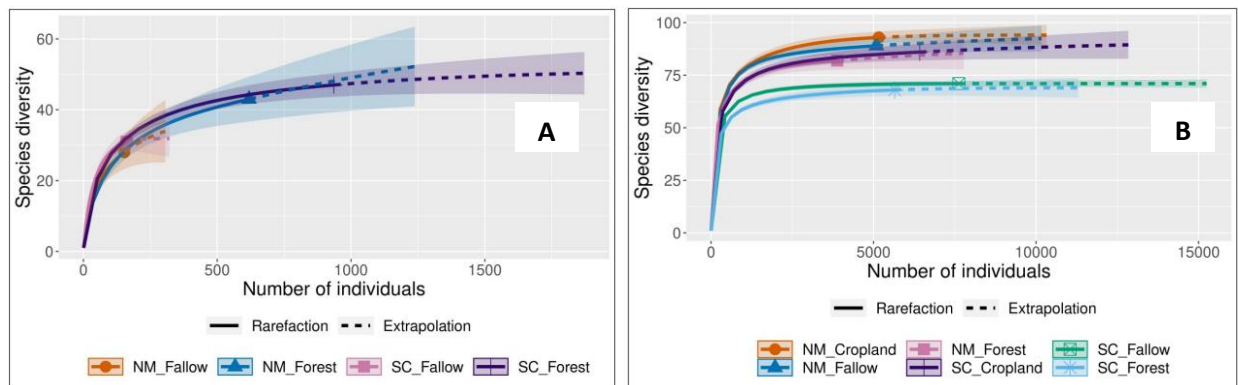 Species diversity
60
40
20
0
0 500 1000 1500
Number of individuals
Rarefaction Extrapolation
NM_Fallow NM_Forest SC_Fallow SC_Forest
A
Species diversity
100
75
50
25
0
0 5000 10000 15000
Number of individuals
Rarefaction Extrapolation
NM_Cropland NM_Forest SC_Fallow
NM_Fallow SC_Cropland SC_Forest
B